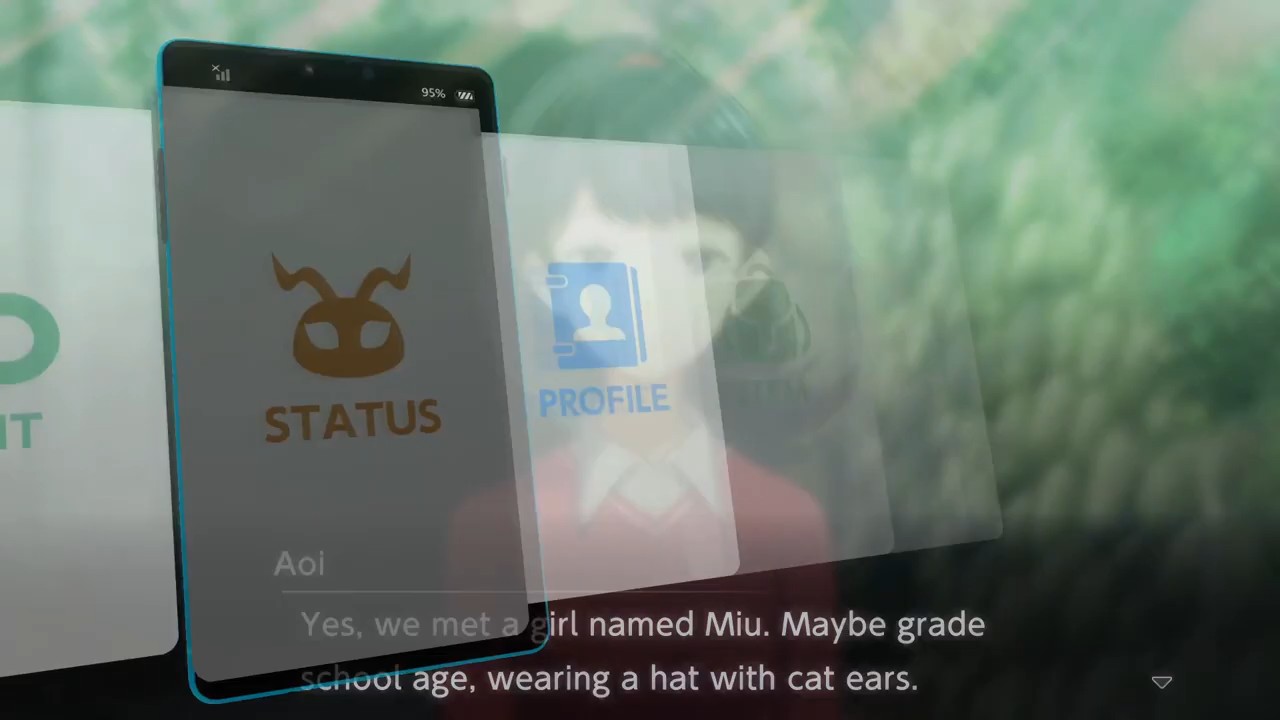 95%
IT
STATUS
PROFILE
Aoi
Yes, we met a girl named Miu. Maybe grade
school age, wearing a hat with cat ears.